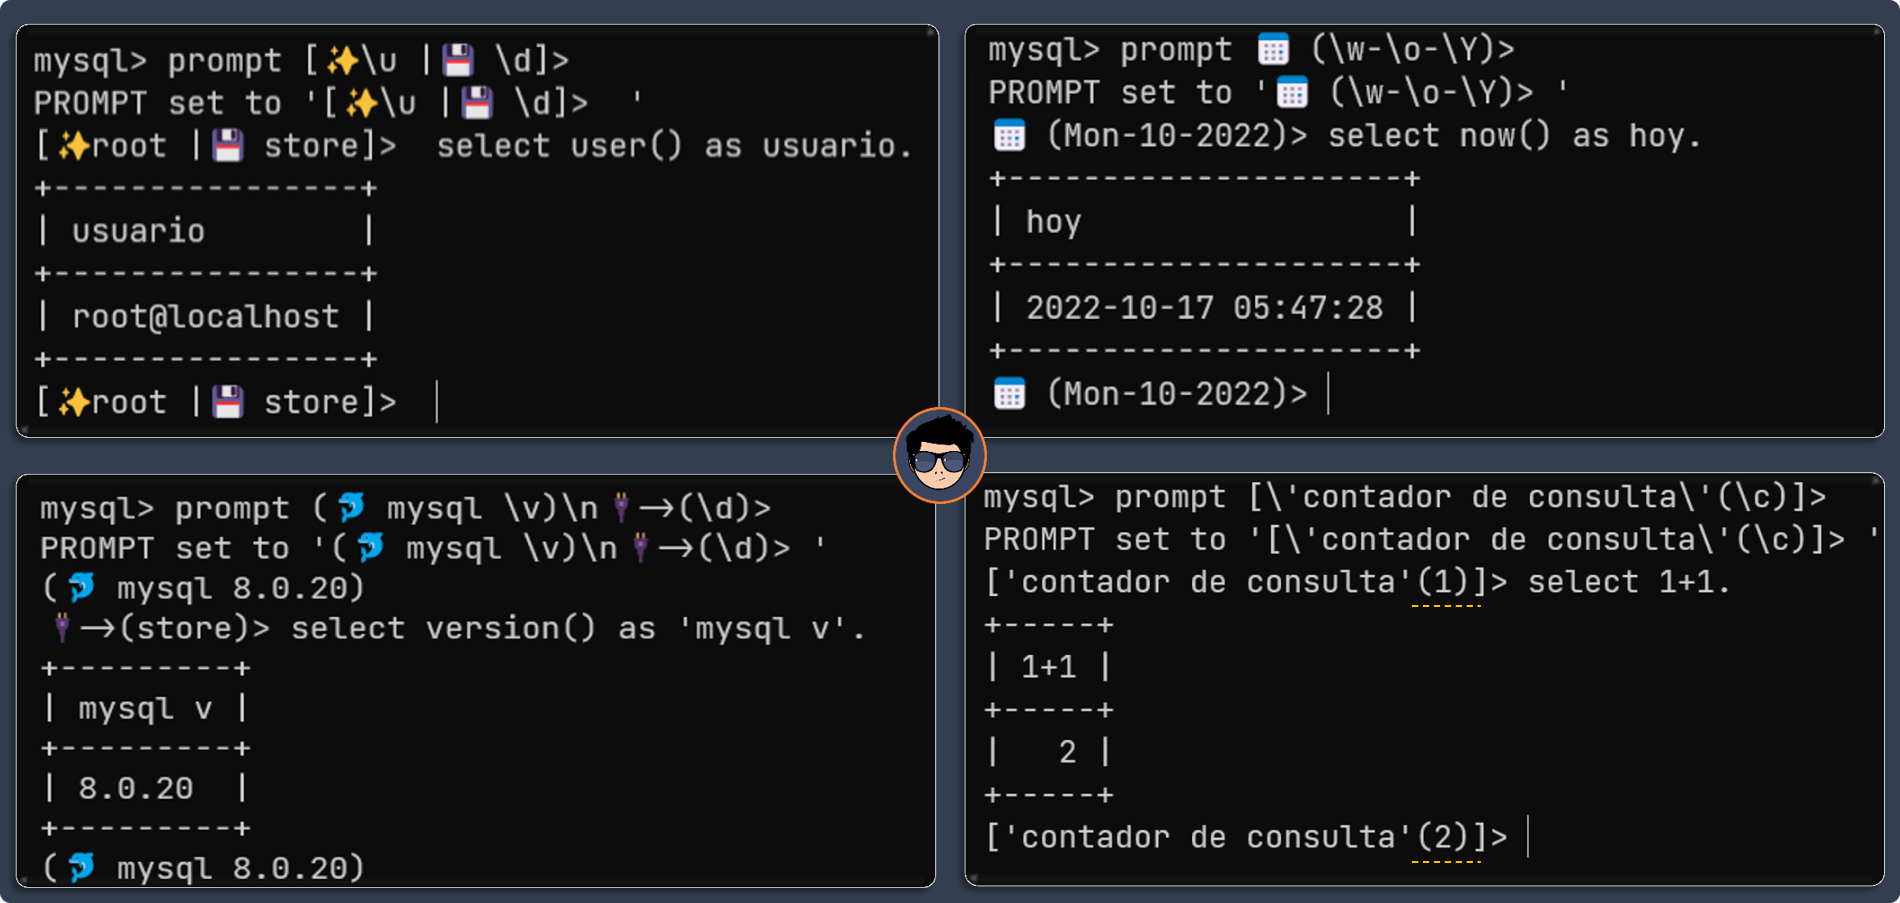 mysql> prompt [✨\u |💾 \d]>
PROMPT set to '[✨\u |💾 \d]>  '
[✨root |💾 store]>  select user() as usuario.
+----------------+
| usuario        |
+----------------+
| root@localhost |
+----------------+
[✨root |💾 store]>
mysql> prompt 📅 (\w-\o-\Y)>
PROMPT set to '📅 (\w-\o-\Y)> '
📅 (Mon-10-2022)> select now() as hoy.
+---------------------+
| hoy                 |
+---------------------+
| 2022-10-17 05:47:28 |
+---------------------+
📅 (Mon-10-2022)>
mysql> prompt (🐬 mysql \v)\n🔌→(\d)>
PROMPT set to '(🐬 mysql \v)\n🔌→(\d)> '
(🐬 mysql 8.0.20)
🔌→(store)> select version() as 'mysql v'.
+---------+
| mysql v |
+---------+
| 8.0.20  |
+---------+
(🐬 mysql 8.0.20)
mysql> prompt [\'contador de consulta\'(\c)]>
PROMPT set to '[\'contador de consulta\'(\c)]> '
['contador de consulta'(1)]> select 1+1.
+-----+
| 1+1 |
+-----+
|   2 |
+-----+
['contador de consulta'(2)]>